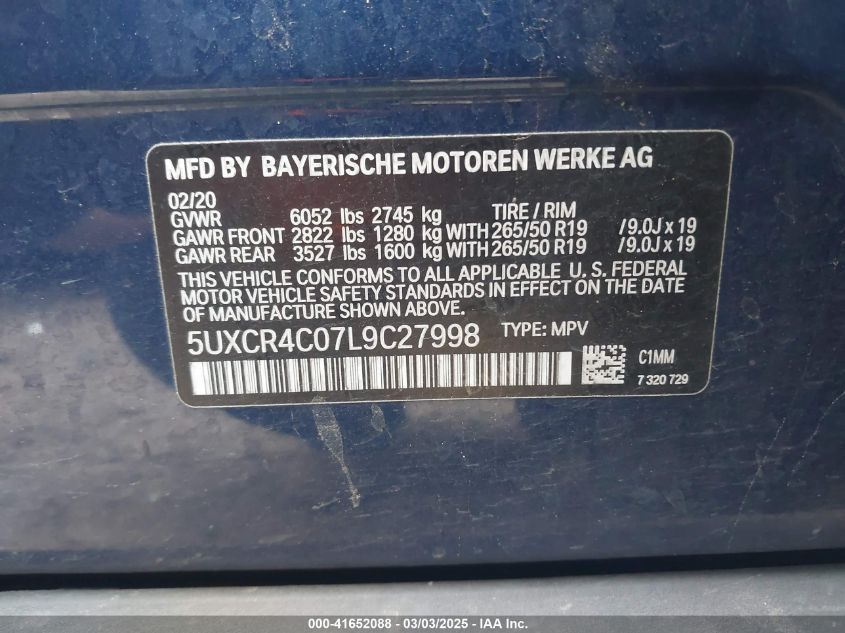 MFD BY BAYERISCHE MOTOREN WERKE AG
02/20
GVWR 6052 lbs 2745 kg TIRE / RIM
GAWR FRONT 2822 lbs 1280 kg WITH 265/50 R19 /9.0J x 19
GAWR REAR 3527 lbs 1600 kg WITH 265/50 R19 /9.0J x 19
THIS VEHICLE CONFORMS TO ALL APPLICABLE U. S. FEDERAL
MOTOR VEHICLE SAFETY STANDARDS IN EFFECT ON THE DATE
OF MANUFACTURE SHOWN ABOVE.
5UXCR4C07L9C27998 TYPE: MPV
C1MM
7 320 729
000-41652088 - 03/03/2025 - IAA Inc.